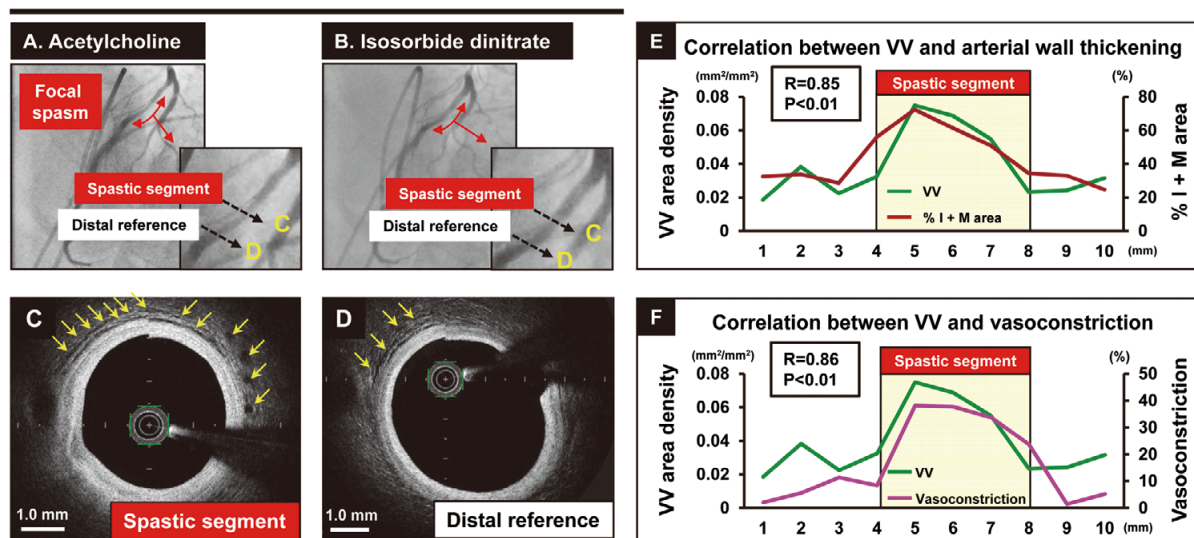 A. Acetylcholine
Focal
spasm
Spastic segment
Distal reference
C
D
B. Isosorbide dinitrate
Spastic segment
Distal reference
C
D
C
1.0 mm
Spastic segment
D
1.0 mm
Distal reference
E
Correlation between VV and arterial wall thickening
(mm²/mm²)
R=0.85
P<0.01
Spastic segment
(%)
VV area density
0.08
0.06
0.04
0.02
0
80
60
40
20
0
% I + M area
VV
% I + M area
1 2 3 4 5 6 7 8 9 10 (mm)
F
Correlation between VV and vasoconstriction
(mm²/mm²)
R=0.86
P<0.01
Spastic segment
(%)
VV area density
0.08
0.06
0.04
0.02
0
50
40
30
20
10
0
Vasoconstriction
VV
Vasoconstriction
1 2 3 4 5 6 7 8 9 10 (mm)